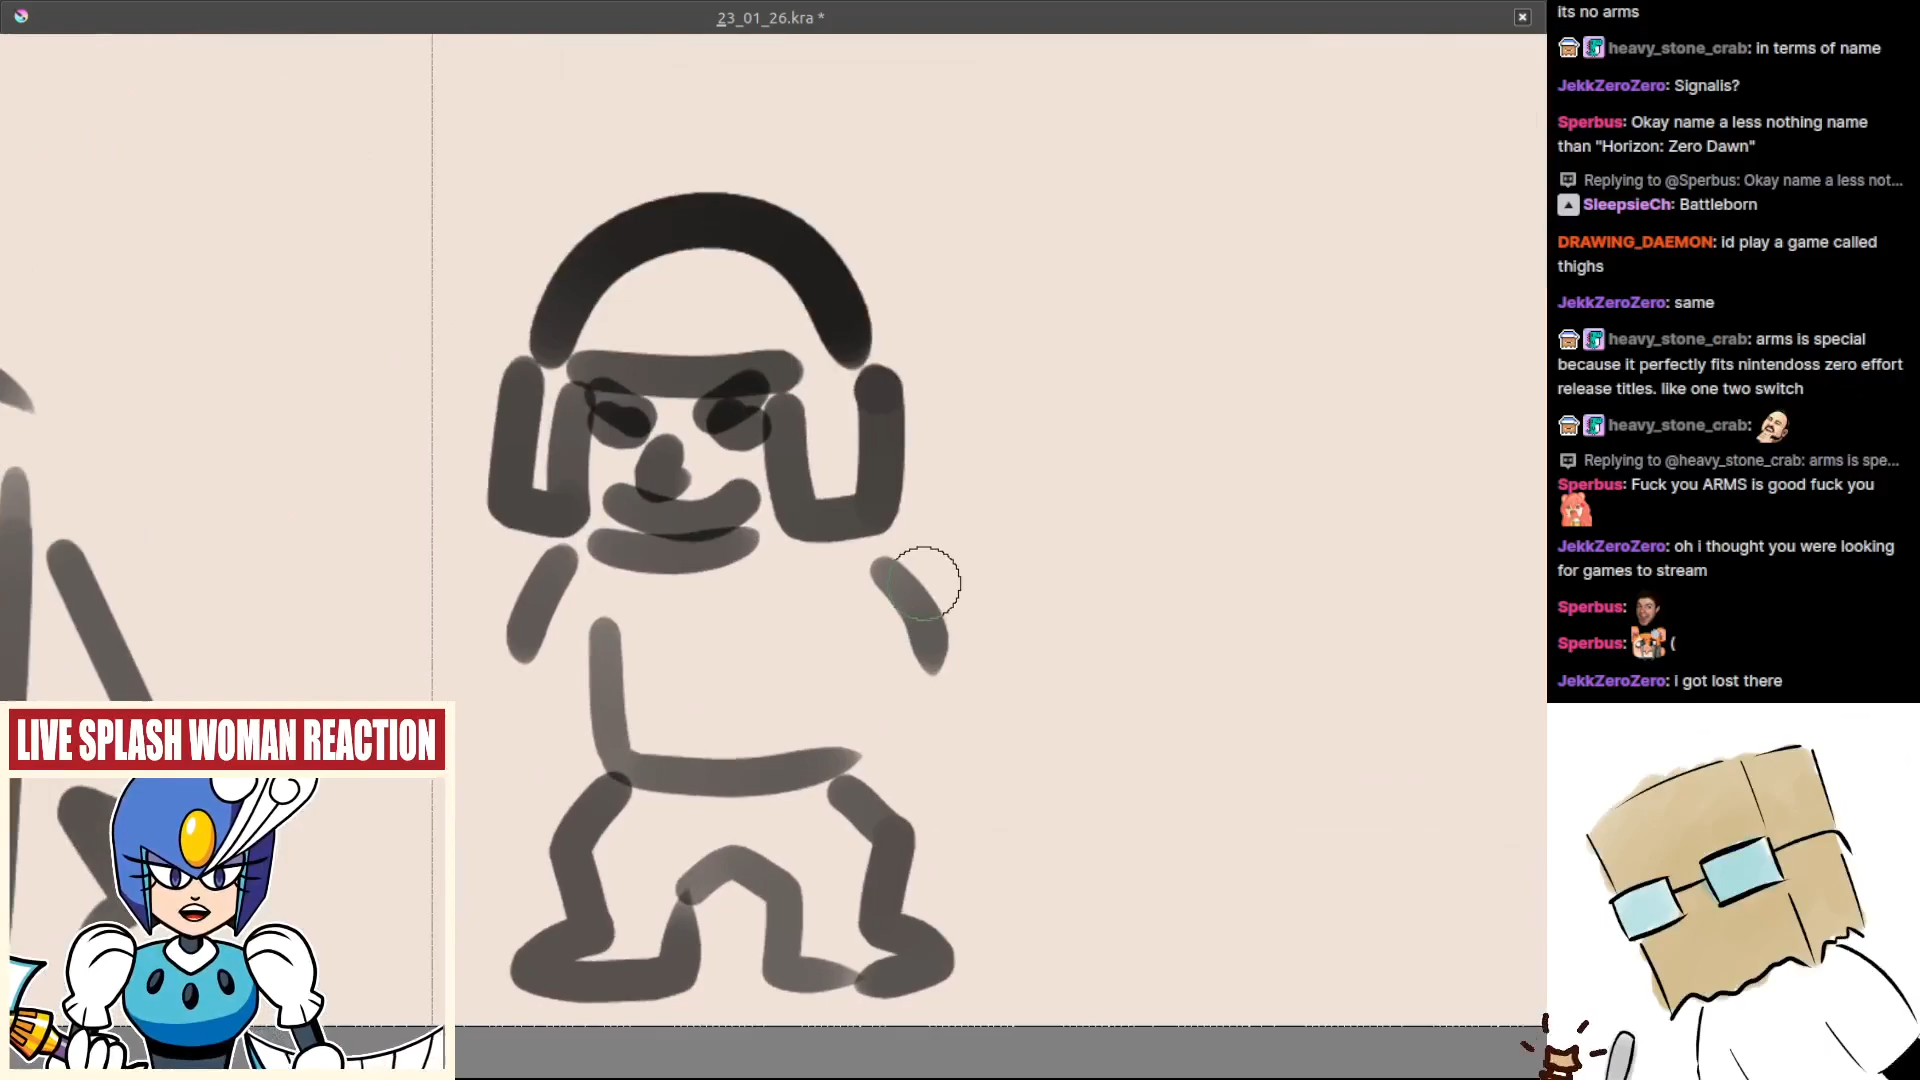 23_01_26.kra *
its no arms
heavy_stone_crab: in terms of name
JekkZeroZero: Signalis?
Sperbus: Okay name a less nothing name
than "Horizon: Zero Dawn"
Replying to @Sperbus: Okay name a less not...
SleepsieCh: Battleborn
DRAWING_DAEMON: id play a game called
thighs
JekkZeroZero: same
heavy_stone_crab: arms is special
because it perfectly fits nintendoss zero effort
release titles. like one two switch
heavy_stone_crab:
Replying to @heavy_stone_crab: arms is spe...
Sperbus: Fuck you ARMS is good fuck you
JekkZeroZero: oh i thought you were looking
for games to stream
Sperbus:
Sperbus: (
JekkZeroZero: i got lost there
LIVE SPLASH WOMAN REACTION